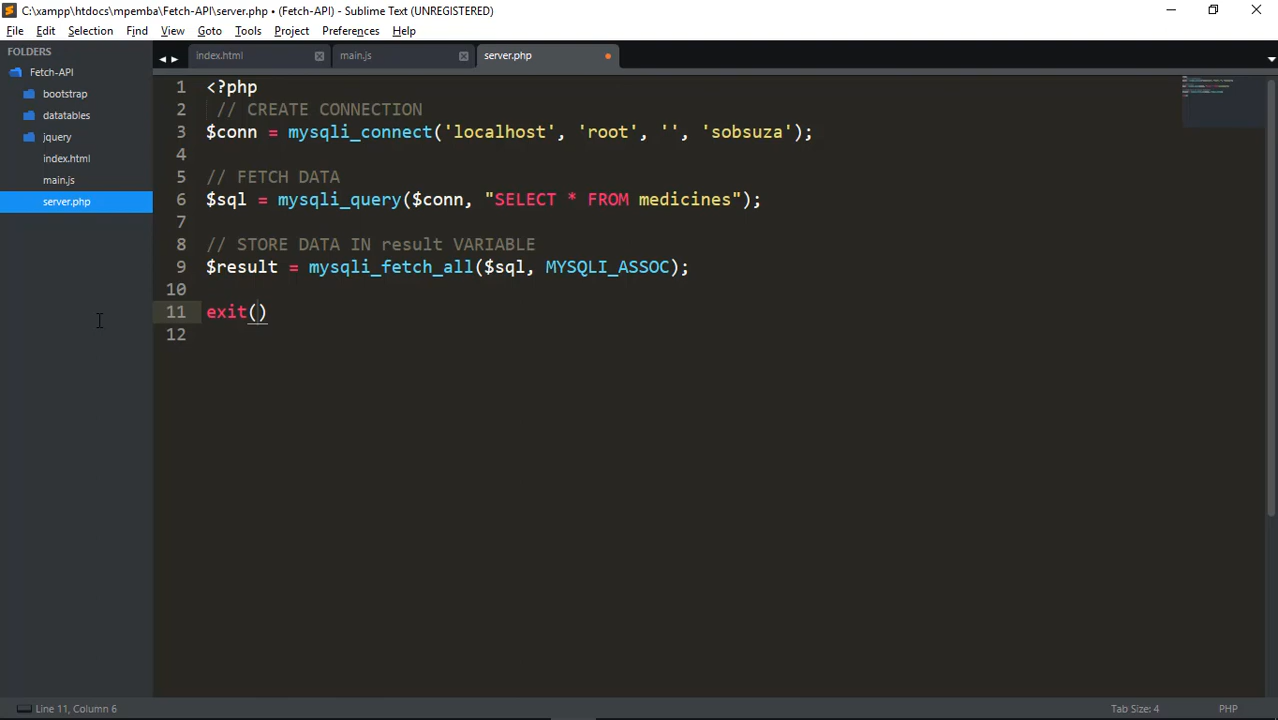 C:\xampp\htdocs\mpemba\Fetch-API\server.php • (Fetch-API) - Sublime Text (UNREGISTERED)
File Edit Selection Find View Goto Tools Project Preferences Help
FOLDERS
Fetch-API
bootstrap
datatables
jquery
index.html
main.js
server.php
index.html main.js server.php
1 <?php
2 // CREATE CONNECTION
3 $conn = mysqli_connect('localhost', 'root', '', 'sobsuza');
4
5 // FETCH DATA
6 $sql = mysqli_query($conn, "SELECT * FROM medicines");
7
8 // STORE DATA IN result VARIABLE
9 $result = mysqli_fetch_all($sql, MYSQLI_ASSOC);
10
11 exit()
12
Line 11, Column 6 Tab Size: 4 PHP